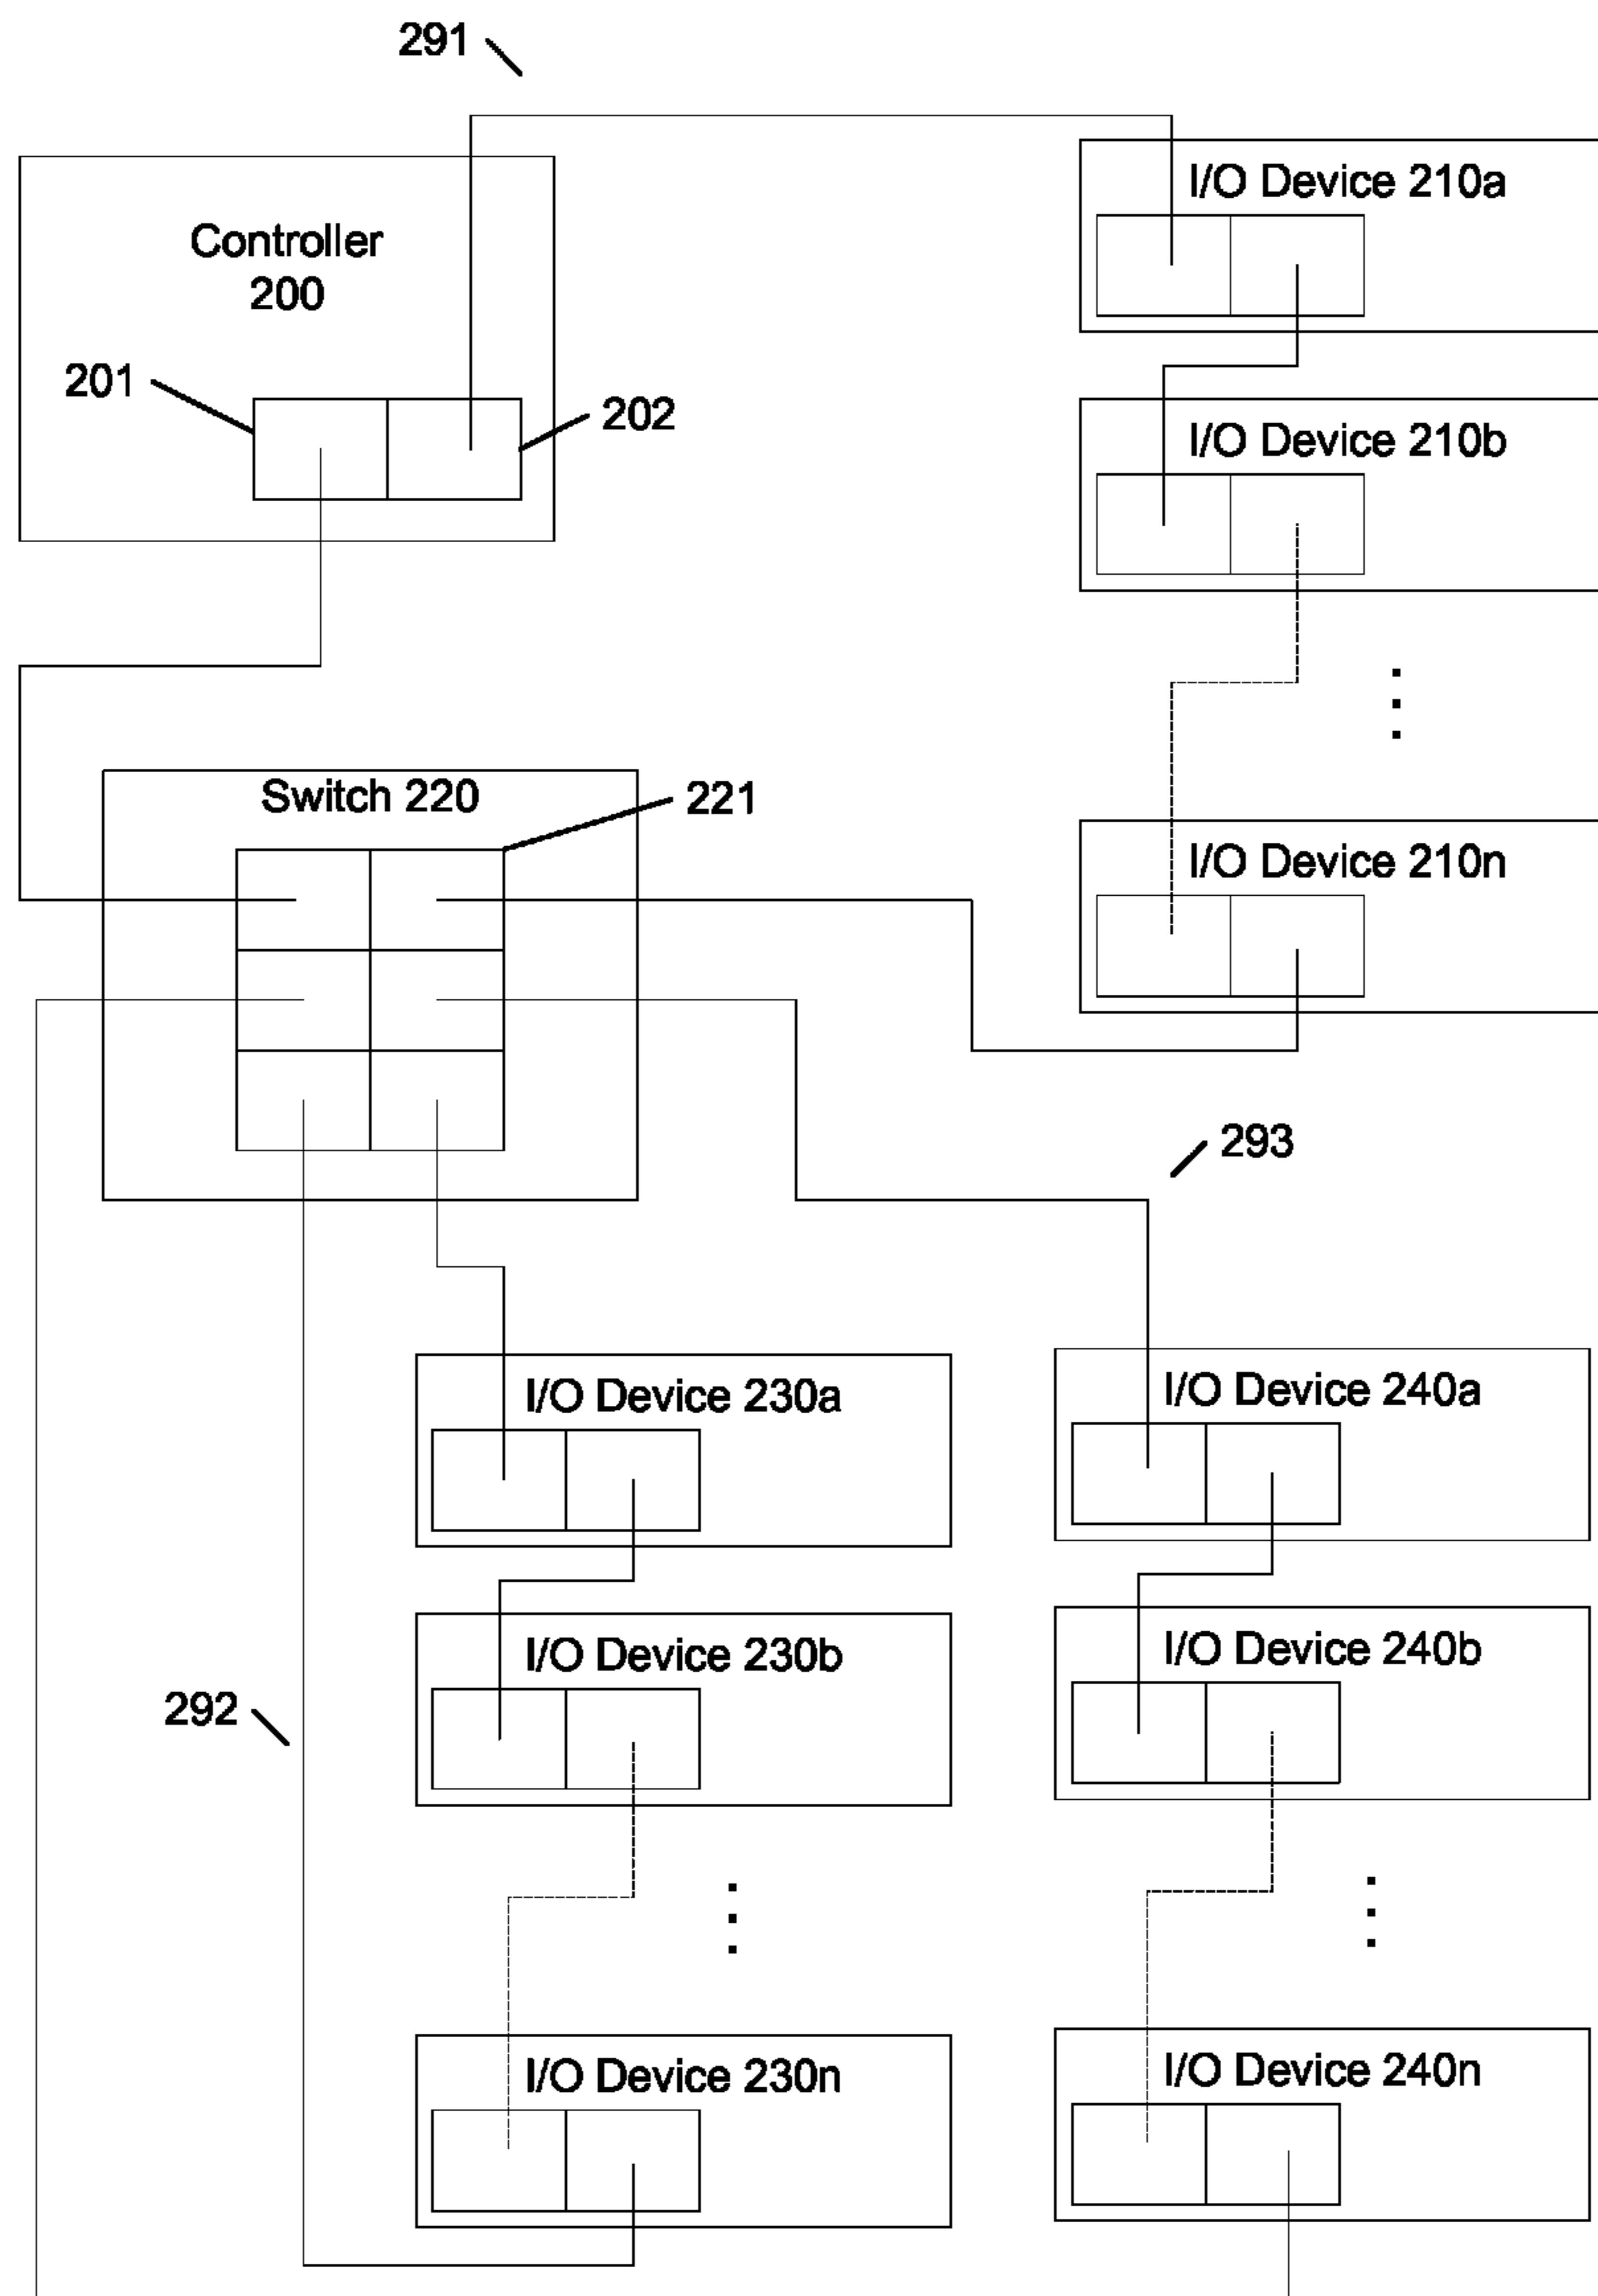 291
I/O Device 210a
Controller
200
201
202
I/O Device 210b
Switch 220
221
I/O Device 210n
293
I/O Device 230a
I/O Device 240a
I/O Device 230b
I/O Device 240b
292
I/O Device 230n
I/O Device 240n